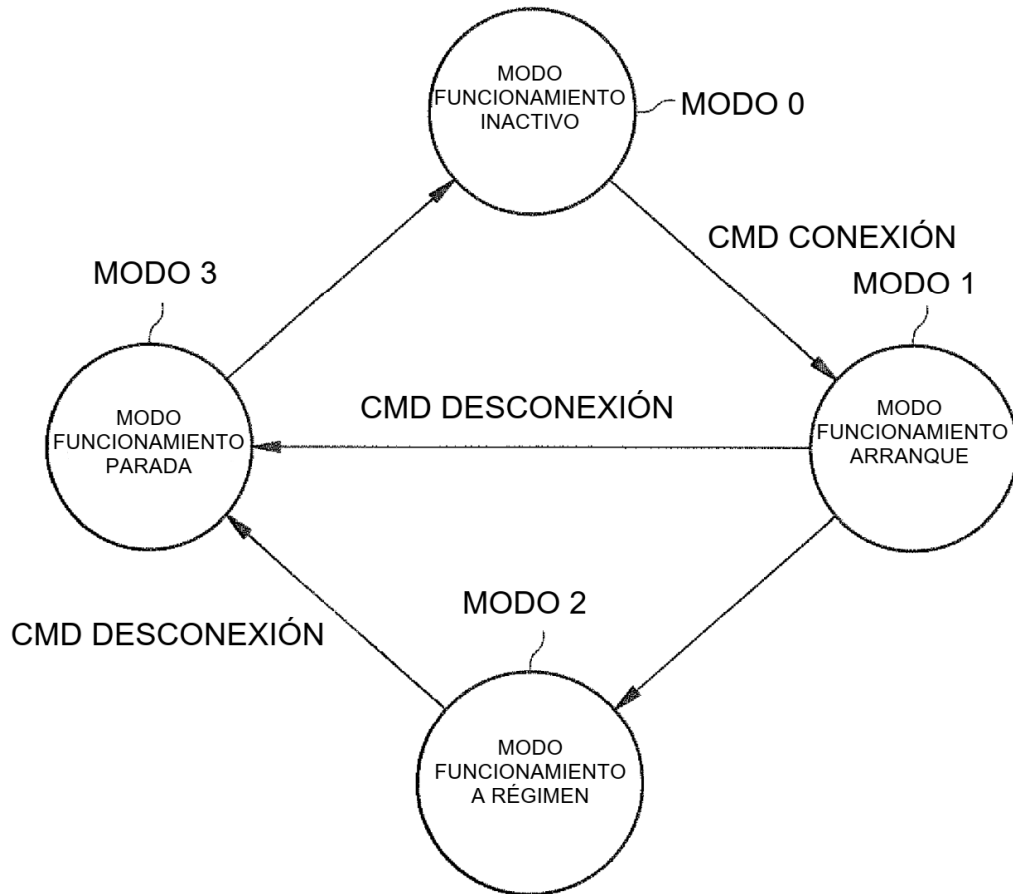 MODO
FUNCIONAMIENTO
INACTIVO
MODO 0
CMD CONEXIÓN
MODO 3
MODO 1
MODO
FUNCIONAMIENTO
PARADA
CMD DESCONEXIÓN
MODO
FUNCIONAMIENTO
ARRANQUE
MODO 2
CMD DESCONEXIÓN
MODO
FUNCIONAMIENTO
A RÉGIMEN